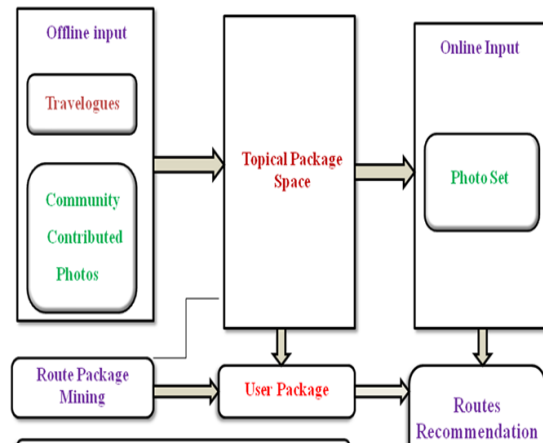 Offline input
Travelogues
Community
Contributed
Photos
Topical Package
Space
Online Input
Photo Set
Route Package
Mining
User Package
Routes
Recommendation